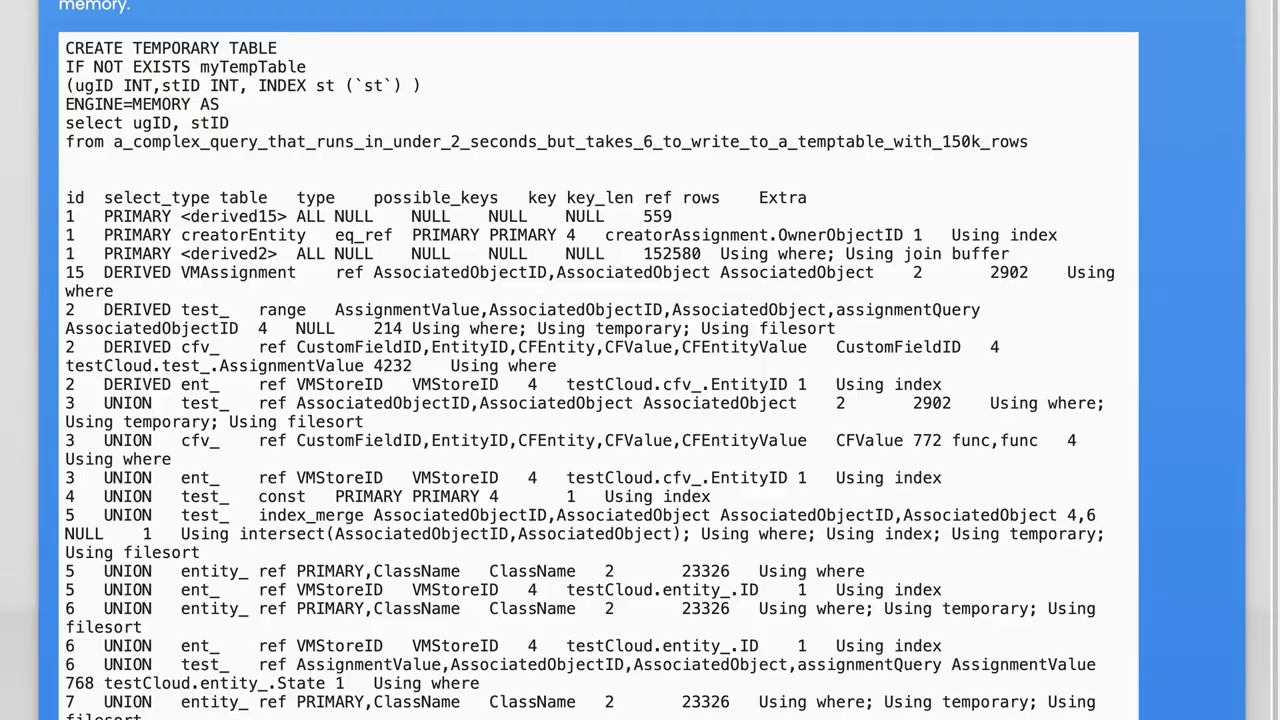 memory.
CREATE TEMPORARY TABLE
IF NOT EXISTS myTempTable
(ugID INT,stID INT, INDEX st (`st`) )
ENGINE=MEMORY AS
select ugID, stID
from a_complex_query_that_runs_in_under_2_seconds_but_takes_6_to_write_to_a_temptable_with_150k_rows
id select_type table type possible_keys key key_len ref rows Extra
1 PRIMARY <derived15> ALL NULL NULL NULL NULL 559
1 PRIMARY creatorEntity eq_ref PRIMARY PRIMARY 4 creatorAssignment.OwnerObjectID 1 Using index
1 PRIMARY <derived2> ALL NULL NULL NULL NULL 152580 Using where; Using join buffer
15 DERIVED VMAssignment ref AssociatedObjectID,AssociatedObject AssociatedObject 2 2902 Using
where
2 DERIVED test_ range AssignmentValue,AssociatedObjectID,AssociatedObject,assignmentQuery
AssociatedObjectID 4 NULL 214 Using where; Using temporary; Using filesort
2 DERIVED cfv_ ref CustomFieldID,EntityID,CFEntity,CFValue,CFEntityValue CustomFieldID 4
testCloud.test_.AssignmentValue 4232 Using where
2 DERIVED ent_ ref VMStoreID VMStoreID 4 testCloud.cfv_.EntityID 1 Using index
3 UNION test_ ref AssociatedObjectID,AssociatedObject AssociatedObject 2 2902 Using where;
Using temporary; Using filesort
3 UNION cfv_ ref CustomFieldID,EntityID,CFEntity,CFValue,CFEntityValue CFValue 772 func,func 4
Using where
3 UNION ent_ ref VMStoreID VMStoreID 4 testCloud.cfv_.EntityID 1 Using index
4 UNION test_ const PRIMARY PRIMARY 4 1 Using index
5 UNION test_ index_merge AssociatedObjectID,AssociatedObject AssociatedObjectID,AssociatedObject 4,6
NULL 1 Using intersect(AssociatedObjectID,AssociatedObject); Using where; Using index; Using temporary;
Using filesort
5 UNION entity_ ref PRIMARY,ClassName ClassName 2 23326 Using where
5 UNION ent_ ref VMStoreID VMStoreID 4 testCloud.entity_.ID 1 Using index
6 UNION entity_ ref PRIMARY,ClassName ClassName 2 23326 Using where; Using temporary; Using
filesort
6 UNION ent_ ref VMStoreID VMStoreID 4 testCloud.entity_.ID 1 Using index
6 UNION test_ ref AssignmentValue,AssociatedObjectID,AssociatedObject,assignmentQuery AssignmentValue
768 testCloud.entity_.State 1 Using where
7 UNION entity_ ref PRIMARY,ClassName ClassName 2 23326 Using where; Using temporary; Using
filesort